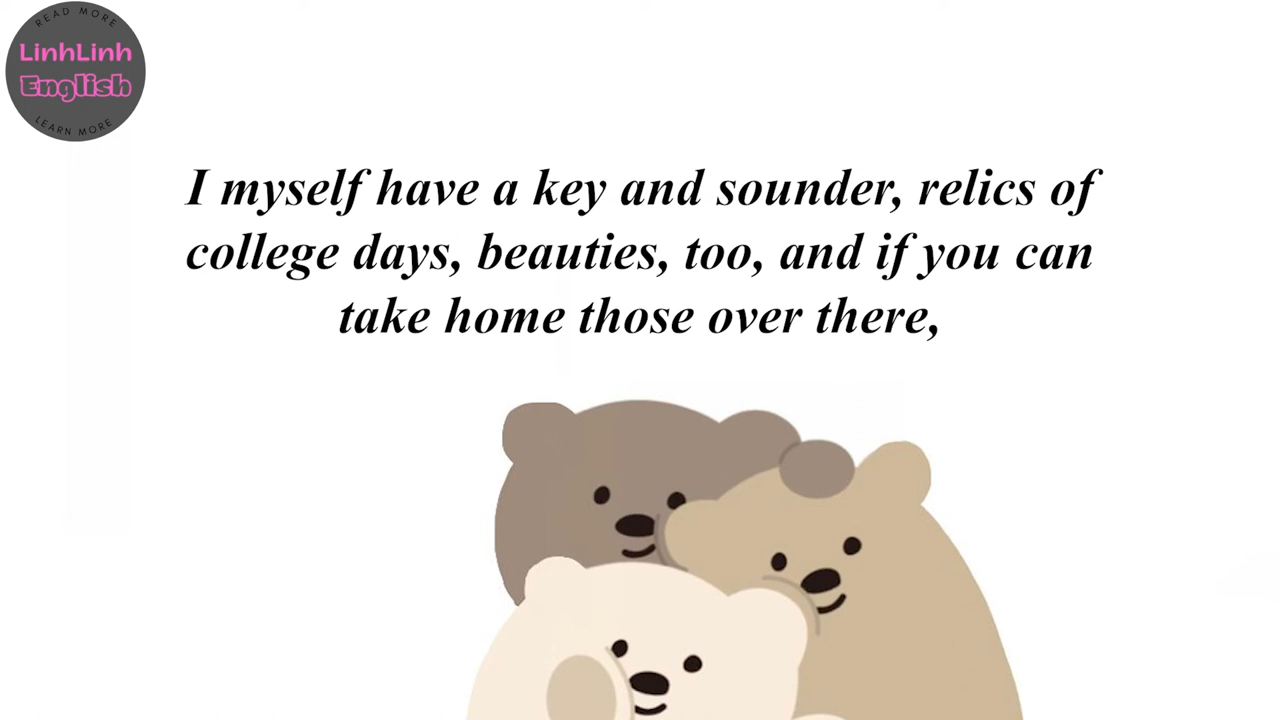 READ MORE
LinhLinh
English
LEARN MORE
I myself have a key and sounder, relics of
college days, beauties, too, and if you can
take home those over there,